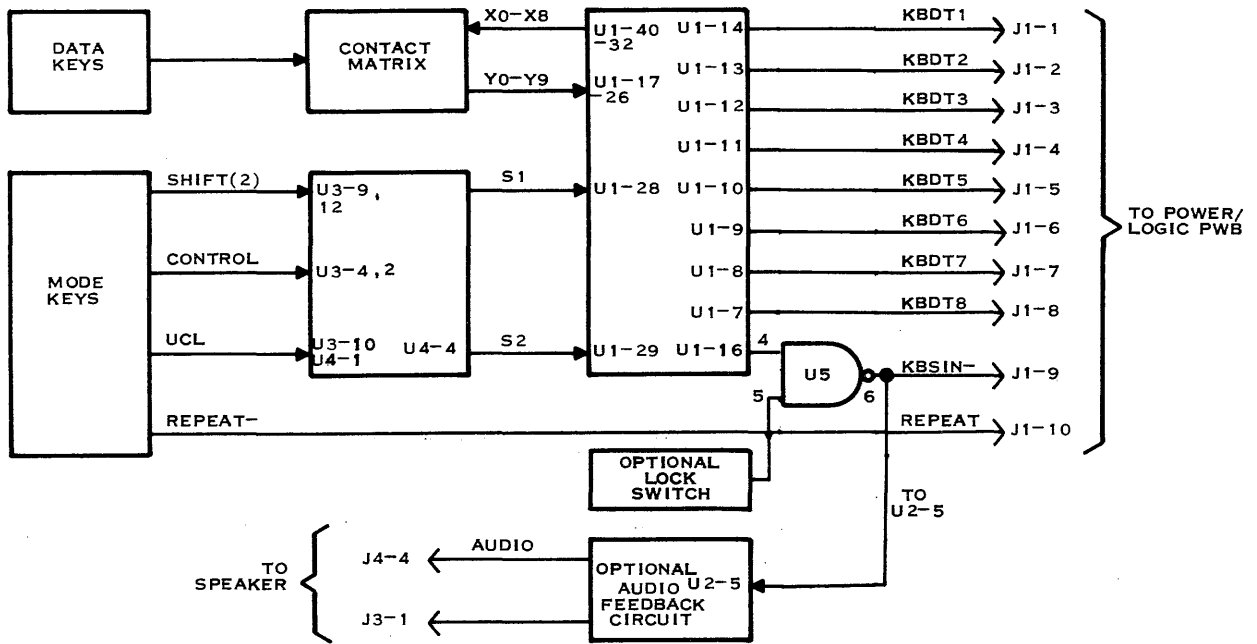 DATA
KEYS
CONTACT
MATRIX
X0-X8
Y0-Y9
U1-40
-32
U1-17
-26
U1-28
U1-29
U1-14
U1-13
U1-12
U1-11
U1-10
U1-9
U1-8
U1-7
U1-16
KBDT1
J1-1
KBDT2
J1-2
KBDT3
J1-3
KBDT4
J1-4
KBDT5
J1-5
KBDT6
J1-6
KBDT7
J1-7
KBDT8
J1-8
TO POWER/
LOGIC PWB
MODE
KEYS
SHIFT(2)
CONTROL
UCL
REPEAT-
U3-9,
12
U3-4,2
U3-10
U4-1
U4-4
S1
S2
4
5
U5
6
KBSIN-
J1-9
REPEAT
J1-10
OPTIONAL
LOCK
SWITCH
TO
U2-5
TO
SPEAKER
J4-4
AUDIO
J3-1
OPTIONAL
AUDIO
FEEDBACK
CIRCUIT
U2-5